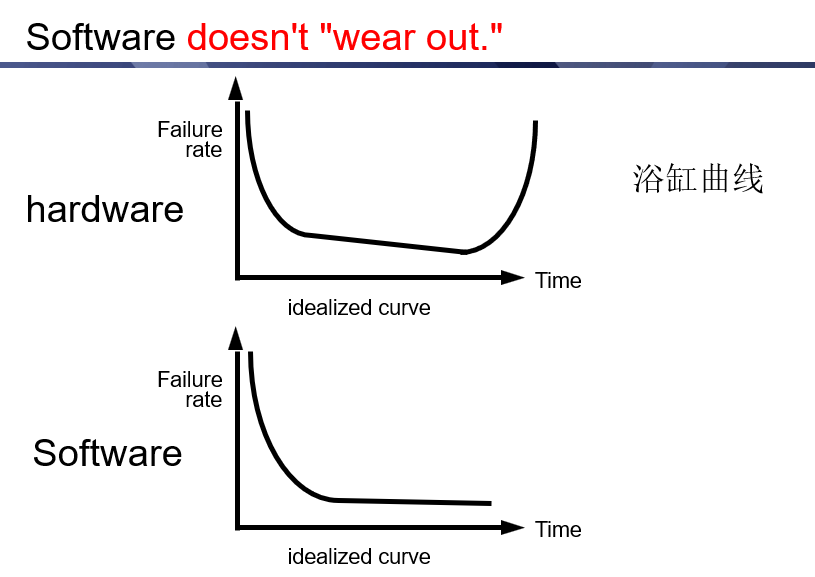 Software doesn't "wear out."
Failure
rate
浴缸曲线
hardware
Time
idealized curve
Failure
rate
Software
Time
idealized curve